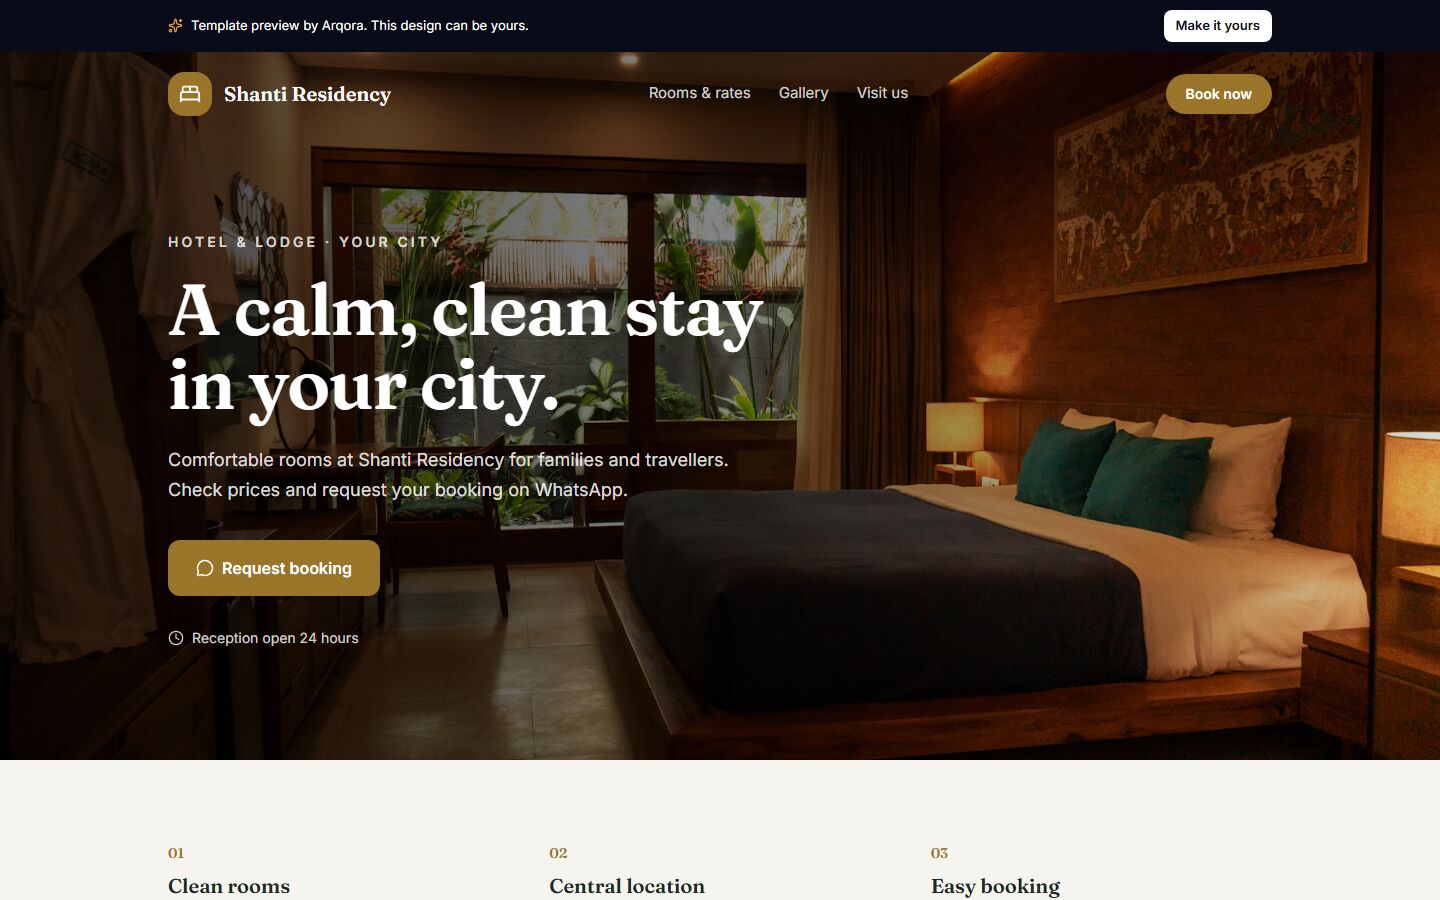 Template preview by Arqora. This design can be yours.
Make it yours
Shanti Residency
Rooms & rates
Gallery
Visit us
Book now
HOTEL & LODGE · YOUR CITY
A calm, clean stay
in your city.
Comfortable rooms at Shanti Residency for families and travellers.
Check prices and request your booking on WhatsApp.
Request booking
Reception open 24 hours
01
Clean rooms
02
Central location
03
Easy booking